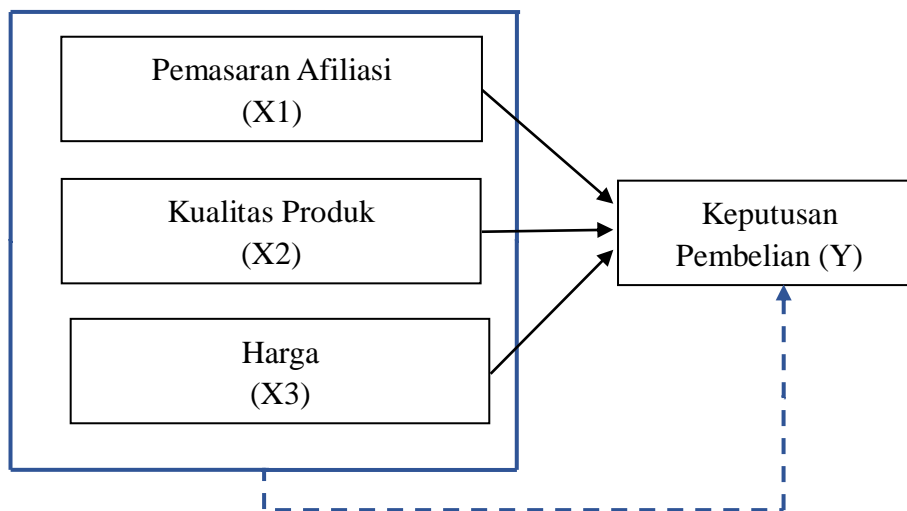 Pemasaran Afiliasi
(X1)
Kualitas Produk
(X2)
Harga
(X3)
Keputusan
Pembelian (Y)